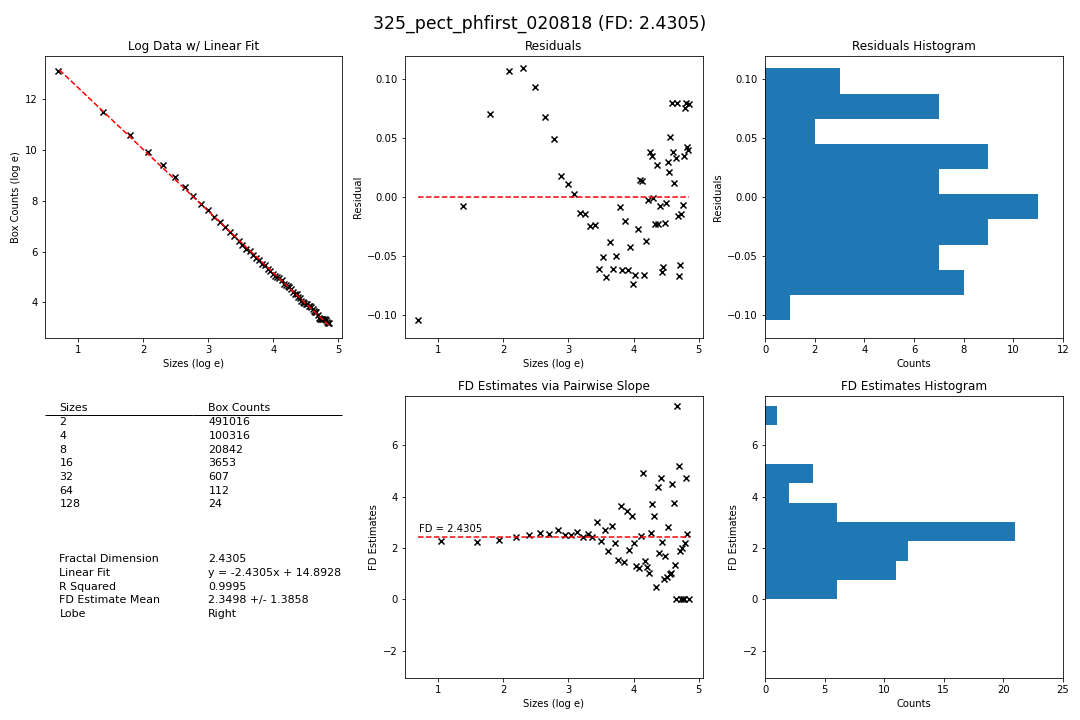 325_pect_phfirst_020818 (FD: 2.4305)
Log Data w/ Linear Fit
Box Counts (log e)
12
10
8
6
4
1 2 3 4 5
Sizes (log e)
Residuals
Residual
0.10
0.05
0.00
−0.05
−0.10
1 2 3 4 5
Sizes (log e)
Residuals Histogram
Residuals
0.10
0.05
0.00
−0.05
−0.10
0 2 4 6 8 10 12
Counts
Sizes Box Counts
2 491016
4 100316
8 20842
16 3653
32 607
64 112
128 24
Fractal Dimension 2.4305
Linear Fit y = -2.4305x + 14.8928
R Squared 0.9995
FD Estimate Mean 2.3498 +/- 1.3858
Lobe Right
FD Estimates via Pairwise Slope
FD Estimates
6
4
2
0
−2
FD = 2.4305
1 2 3 4 5
Sizes (log e)
FD Estimates Histogram
FD Estimates
6
4
2
0
−2
0 5 10 15 20 25
Counts